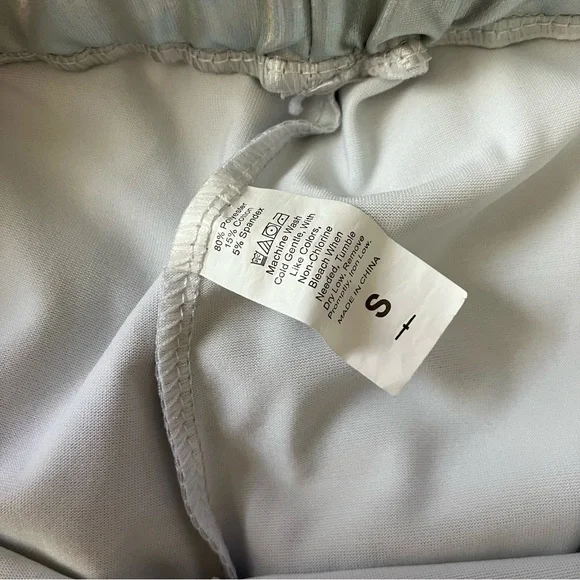 80% Polyester
15% Cotton
5% Spandex
Machine Wash
Cold Gentle, With
Like Colors,
Non-Chlorine
Bleach When
Needed, Tumble
Dry Low, Remove
Promptly, Iron Low.
MADE IN CHINA
S